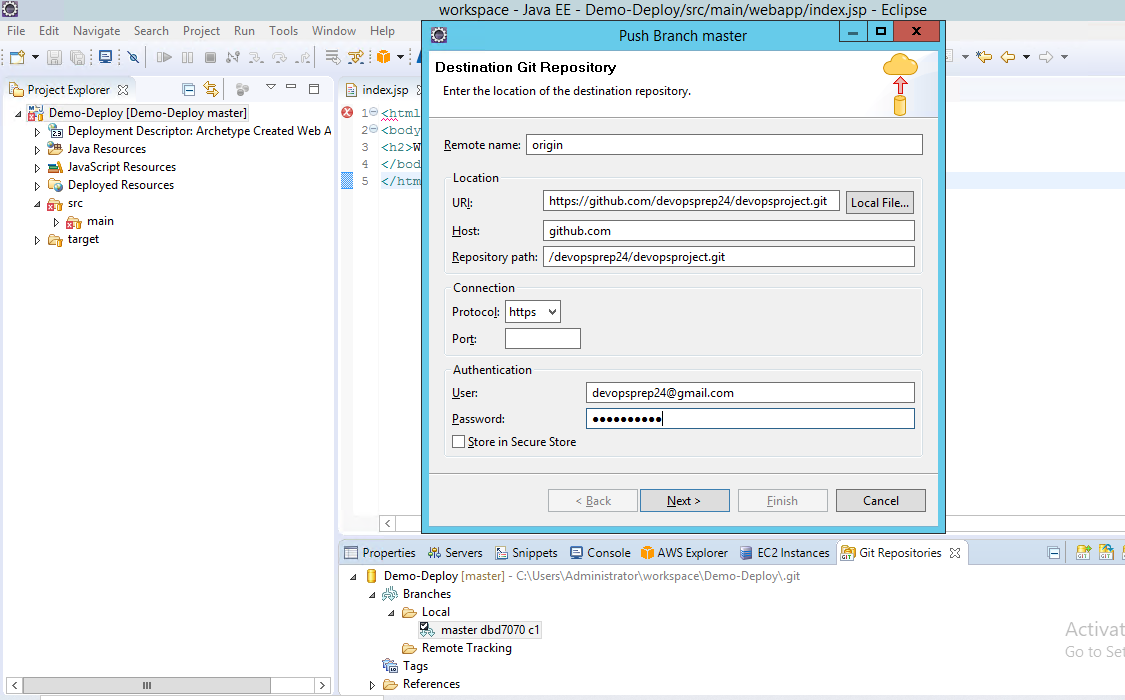 workspace - Java EE - Demo-Deploy/src/main/webapp/index.jsp - Eclipse
File Edit Navigate Search Project Run Tools Window Help
Project Explorer
Demo-Deploy [Demo-Deploy master]
Deployment Descriptor: Archetype Created Web A
Java Resources
JavaScript Resources
Deployed Resources
src
main
target
index.jsp
1 <html
2 <body
3 <h2>W
4 </bod
5 </htm
Push Branch master
Destination Git Repository
Enter the location of the destination repository.
Remote name: origin
Location
URI: https://github.com/devopsprep24/devopsproject.git Local File...
Host: github.com
Repository path: /devopsprep24/devopsproject.git
Connection
Protocol: https
Port:
Authentication
User: devopsprep24@gmail.com
Password: ●●●●●●●●●●
Store in Secure Store
< Back Next > Finish Cancel
Properties Servers Snippets Console AWS Explorer EC2 Instances Git Repositories
Demo-Deploy [master] - C:\Users\Administrator\workspace\Demo-Deploy\.git
Branches
Local
master dbd7070 c1
Remote Tracking
Tags
References
Activat
Go to Set